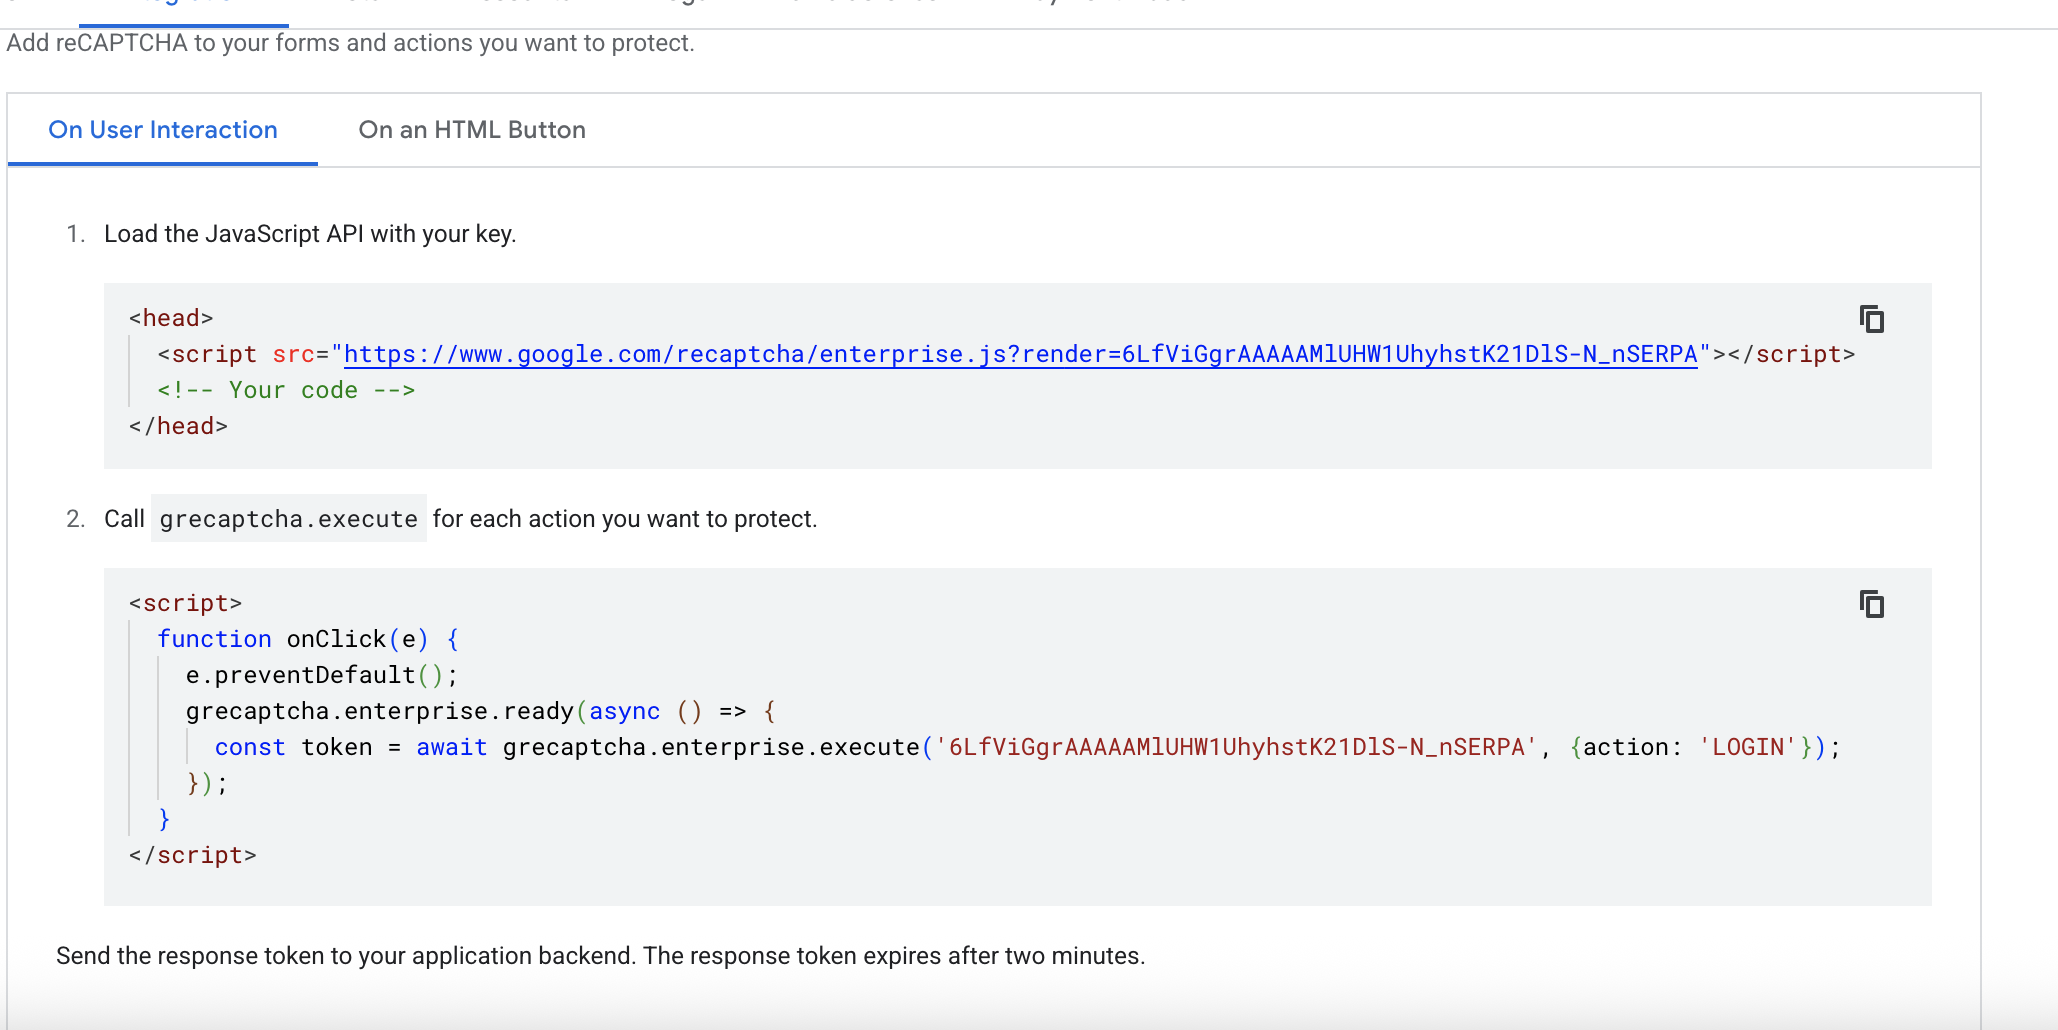 Add reCAPTCHA to your forms and actions you want to protect.
On User Interaction
On an HTML Button
1. Load the JavaScript API with your key.
<head>
<script src="https://www.google.com/recaptcha/enterprise.js?render=6LfViGgrAAAAAMlUHW1UhyhstK21DlS-N_nSERPA"></script>
<!-- Your code -->
</head>
2. Call grecaptcha.execute for each action you want to protect.
<script>
function onClick(e) {
e.preventDefault();
grecaptcha.enterprise.ready(async () => {
const token = await grecaptcha.enterprise.execute('6LfViGgrAAAAAMlUHW1UhyhstK21DlS-N_nSERPA', {action: 'LOGIN'});
});
}
</script>
Send the response token to your application backend. The response token expires after two minutes.